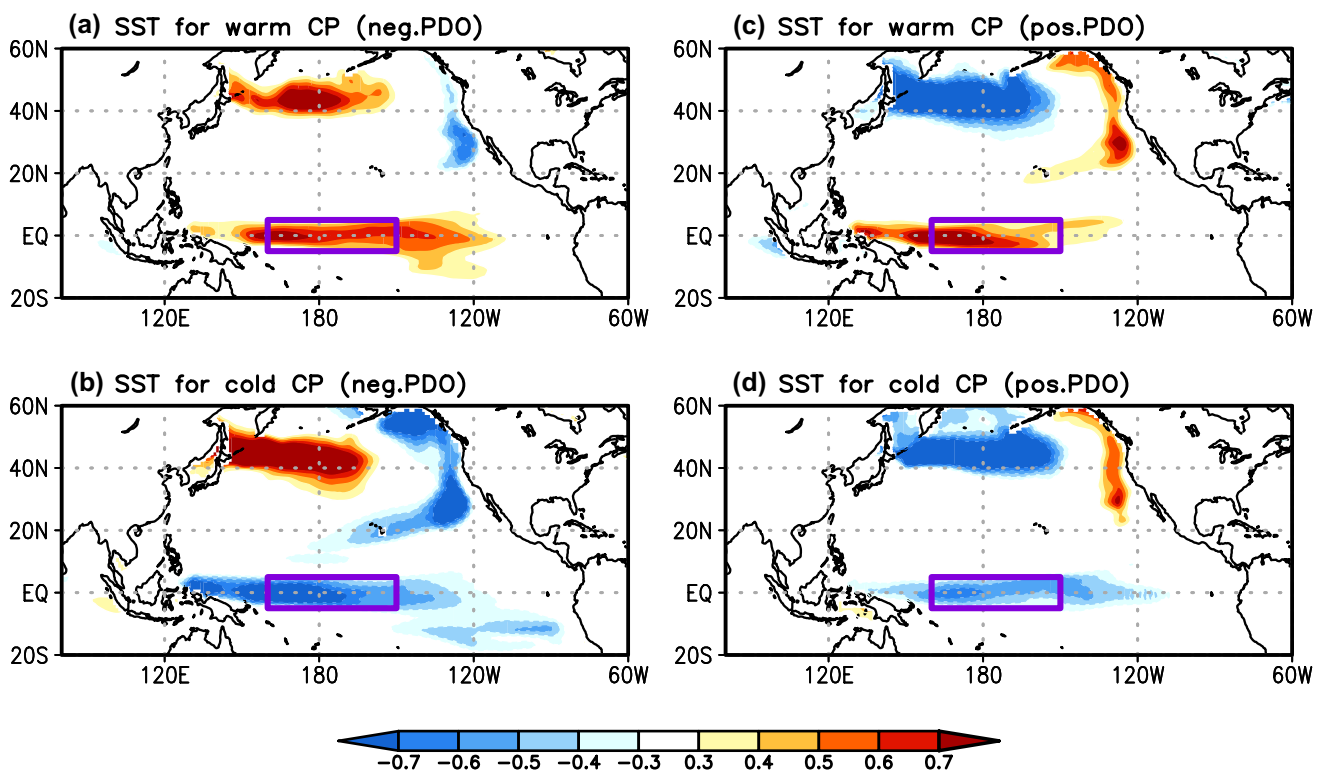 (a) SST for warm CP (neg.PDO)
60N
40N
20N
EQ
20S
120E 180 120W 60W
(c) SST for warm CP (pos.PDO)
60N
40N
20N
EQ
20S
120E 180 120W 60W
(b) SST for cold CP (neg.PDO)
60N
40N
20N
EQ
20S
120E 180 120W 60W
(d) SST for cold CP (pos.PDO)
60N
40N
20N
EQ
20S
120E 180 120W 60W
−0.7 −0.6 −0.5 −0.4 −0.3 0.3 0.4 0.5 0.6 0.7